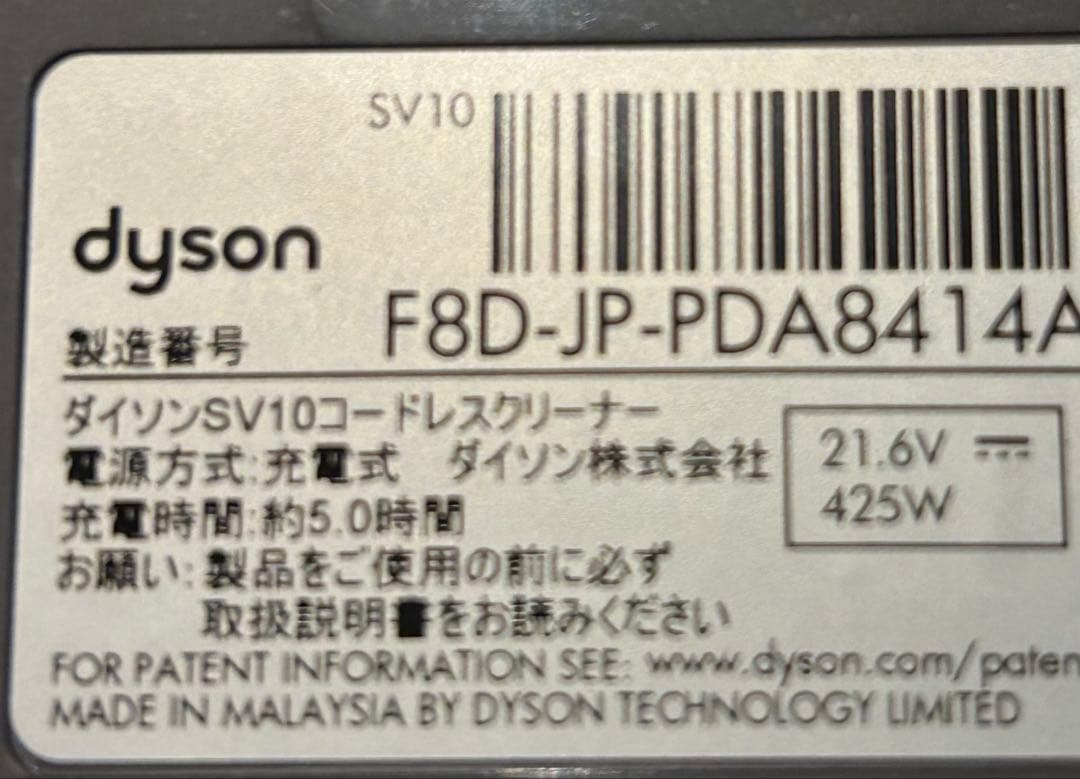 SV10
dyson
製造番号 F8D-JP-PDA8414A
ダイソンSV10コードレスクリーナー
電源方式:充電式 ダイソン株式会社
21.6V ⎓
425W
充電時間:約5.0時間
お願い: 製品をご使用の前に必ず
取扱説明書をお読みください
FOR PATENT INFORMATION SEE: www.dyson.com/paten
MADE IN MALAYSIA BY DYSON TECHNOLOGY LIMITED